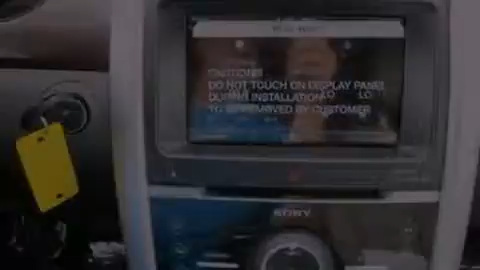 CAUTION!!
DO NOT TOUCH ON DISPLAY PANEL
DURING INSTALLATION
TO BE REMOVED BY CUSTOMER
SONY